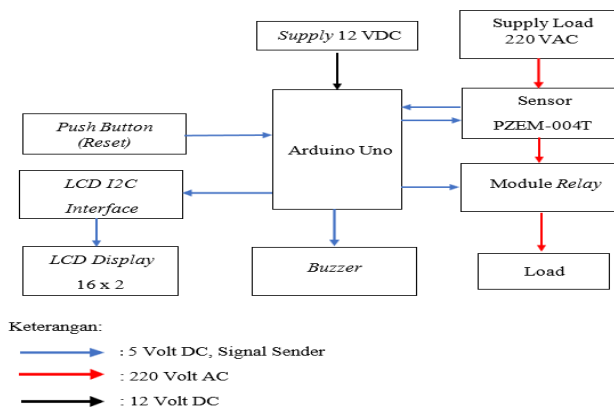 Supply 12 VDC
Supply Load
220 VAC
Sensor
PZEM-004T
Push Button
(Reset)
Arduino Uno
LCD I2C
Interface
Module Relay
LCD Display
16 x 2
Buzzer
Load
Keterangan:
: 5 Volt DC, Signal Sender
: 220 Volt AC
: 12 Volt DC